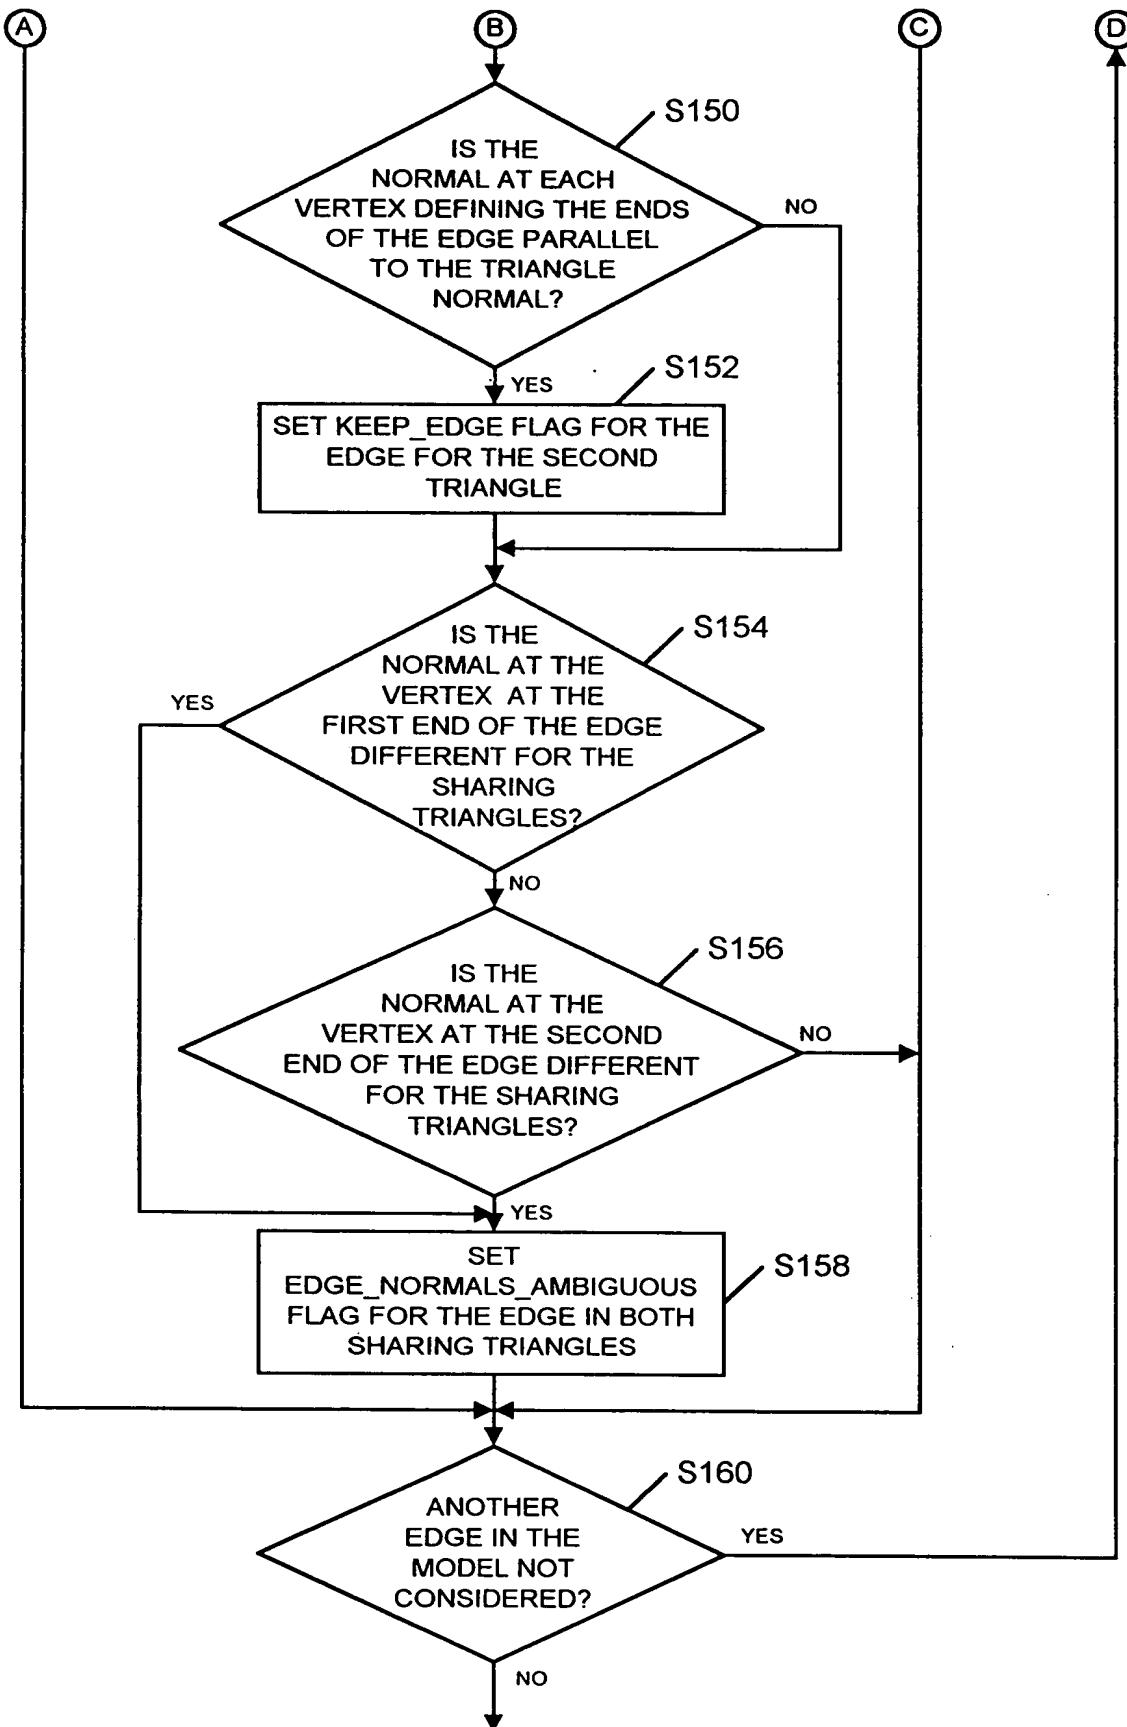 A
B
C
D
S150
IS THE
NORMAL AT EACH
VERTEX DEFINING THE ENDS
OF THE EDGE PARALLEL
TO THE TRIANGLE
NORMAL?
NO
YES
S152
SET KEEP_EDGE FLAG FOR THE
EDGE FOR THE SECOND
TRIANGLE
S154
IS THE
NORMAL AT THE
VERTEX AT THE
FIRST END OF THE EDGE
DIFFERENT FOR THE
SHARING
TRIANGLES?
YES
NO
S156
IS THE
NORMAL AT THE
VERTEX AT THE SECOND
END OF THE EDGE DIFFERENT
FOR THE SHARING
TRIANGLES?
NO
YES
S158
SET
EDGE_NORMALS_AMBIGUOUS
FLAG FOR THE EDGE IN BOTH
SHARING TRIANGLES
S160
ANOTHER
EDGE IN THE
MODEL NOT
CONSIDERED?
YES
NO